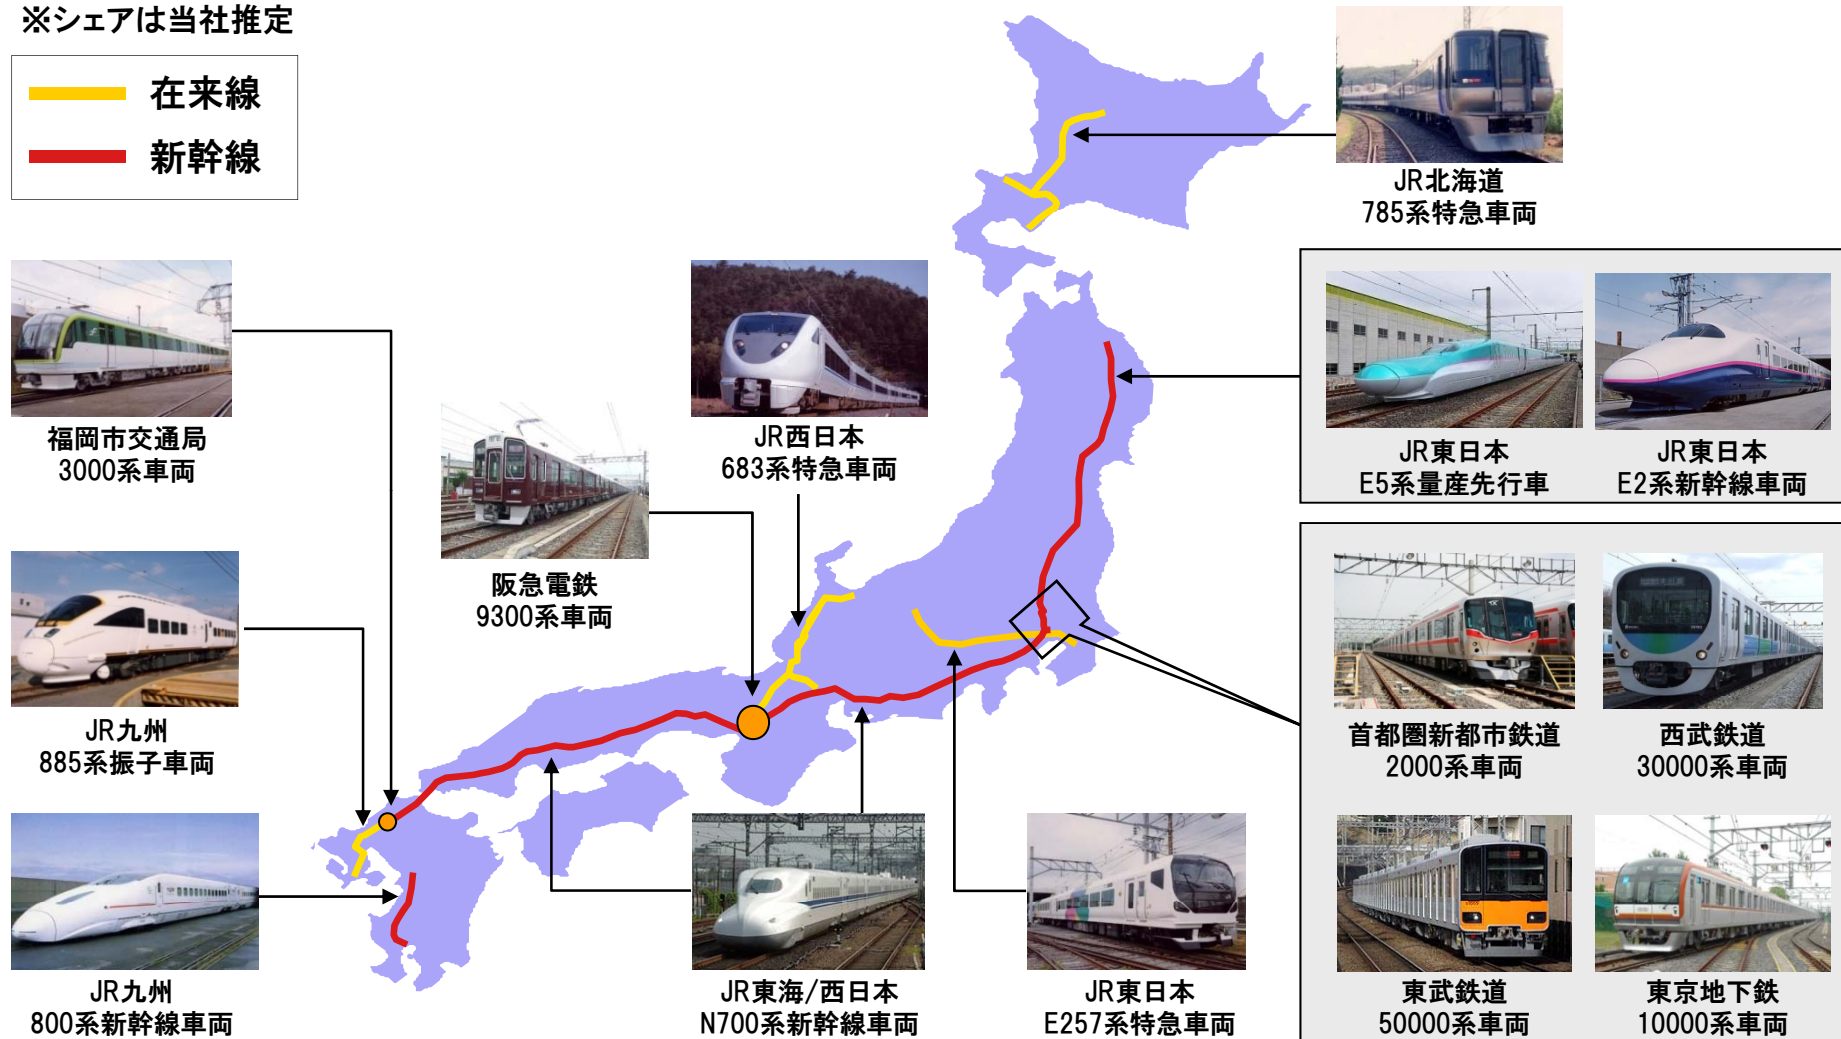 ※シェアは当社推定
在来線
新幹線
JR北海道
785系特急車両
福岡市交通局
3000系車両
JR西日本
683系特急車両
JR東日本
E5系量産先行車
JR東日本
E2系新幹線車両
阪急電鉄
9300系車両
JR九州
885系振子車両
首都圏新都市鉄道
2000系車両
西武鉄道
30000系車両
JR九州
800系新幹線車両
JR東海/西日本
N700系新幹線車両
JR東日本
E257系特急車両
東武鉄道
50000系車両
東京地下鉄
10000系車両